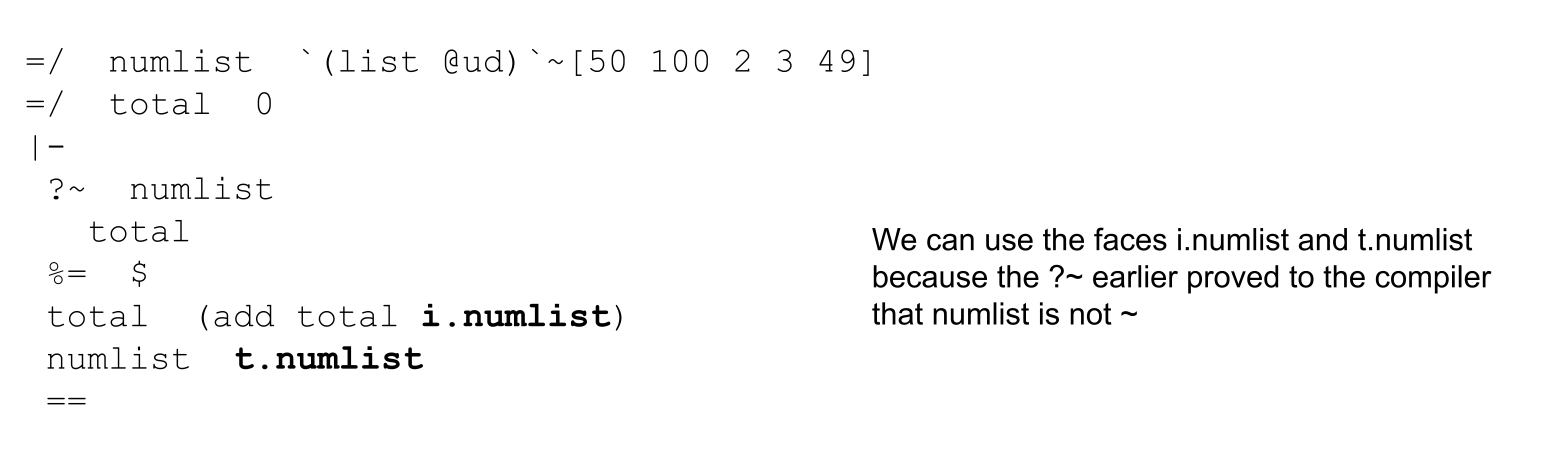 =/  numlist  `(list @ud)`~[50 100 2 3 49]
=/  total  0
|-
?~  numlist
total
%=  $
total  (add total i.numlist)
numlist  t.numlist
==
We can use the faces i.numlist and t.numlist
because the ?~ earlier proved to the compiler
that numlist is not ~